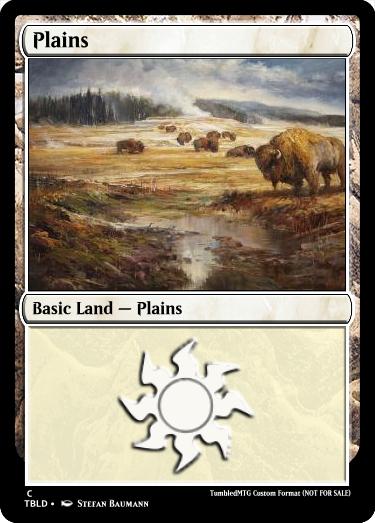 Plains
Basic Land — Plains
C
TBLD • Stefan Baumann
TumbledMTG Custom Format (NOT FOR SALE)